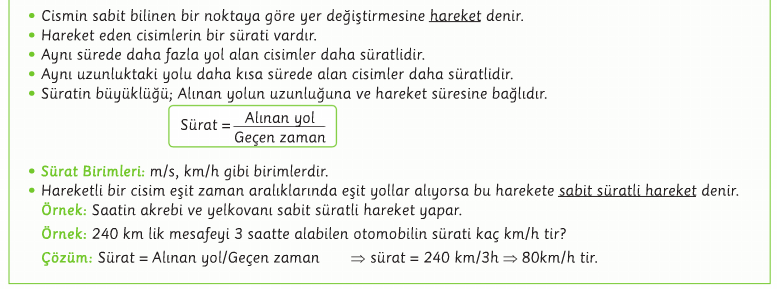 • Cismin sabit bilinen bir noktaya göre yer değiştirmesine hareket denir.
• Hareket eden cisimlerin bir sürati vardır.
• Aynı sürede daha fazla yol alan cisimler daha süratlidir.
• Aynı uzunluktaki yolu daha kısa sürede alan cisimler daha süratlidir.
• Süratin büyüklüğü; Alınan yolun uzunluğuna ve hareket süresine bağlıdır.
Sürat = Alınan yol
Geçen zaman
• Sürat Birimleri: m/s, km/h gibi birimlerdir.
• Hareketli bir cisim eşit zaman aralıklarında eşit yollar alıyorsa bu harekete sabit süratli hareket denir.
Örnek: Saatin akrebi ve yelkovanı sabit süratli hareket yapar.
Örnek: 240 km lik mesafeyi 3 saatte alabilen otomobilin sürati kaç km/h tir?
Çözüm: Sürat = Alınan yol/Geçen zaman ⇒ sürat = 240 km/3h ⇒ 80km/h tir.